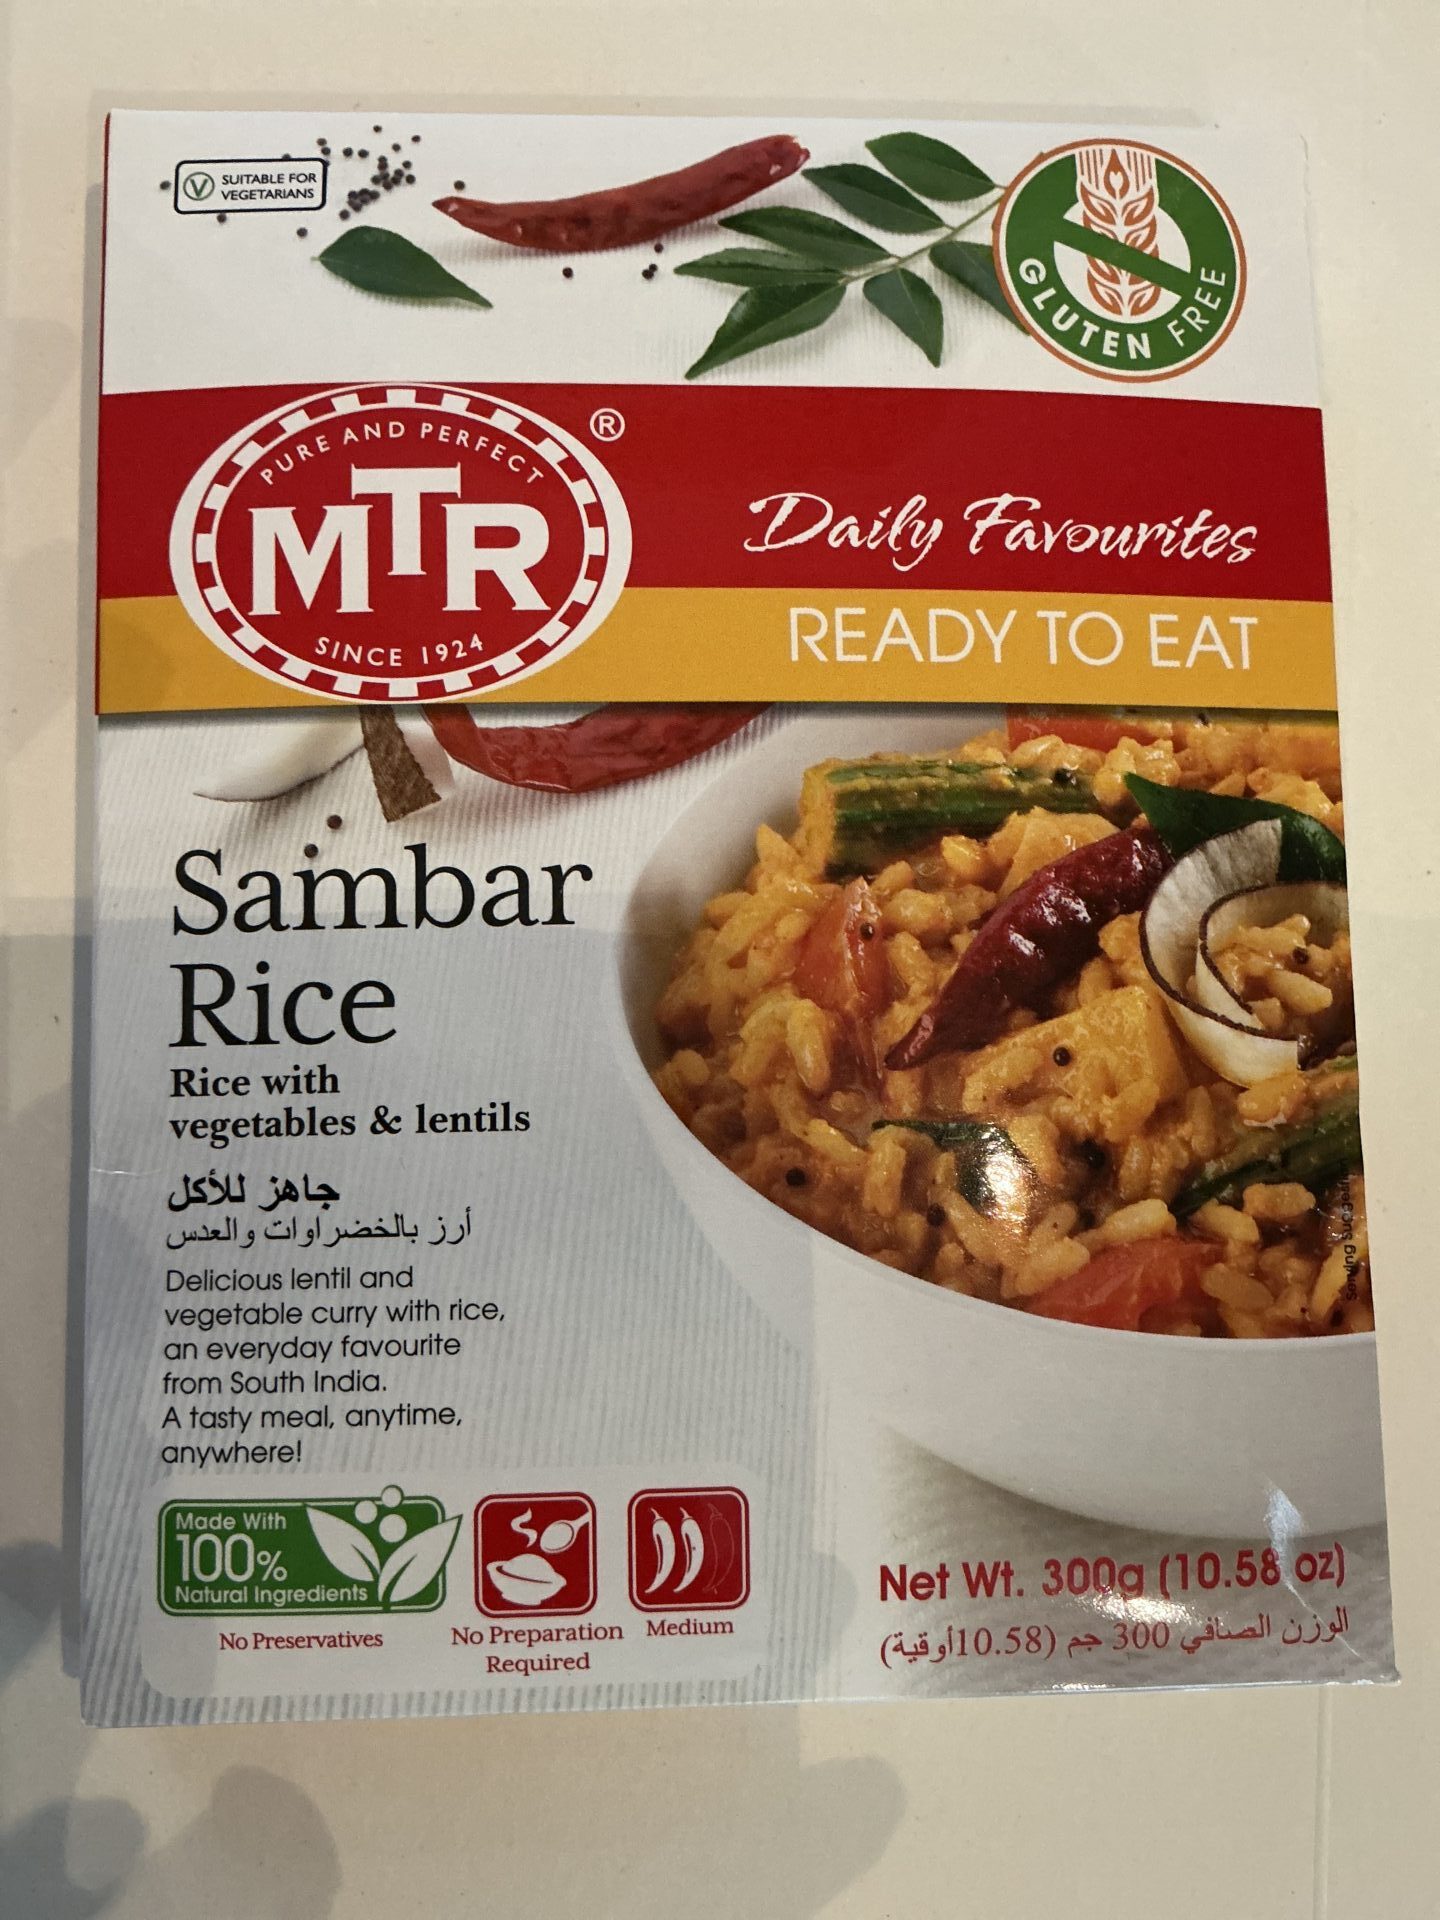 SUITABLE FOR
VEGETARIANS
GLUTEN FREE
PURE AND PERFECT
MTR®
SINCE 1924
Daily Favourites
READY TO EAT
Sambar
Rice
Rice with
vegetables & lentils
جاهز للأكل
أرز بالخضراوات والعدس
Delicious lentil and
vegetable curry with rice,
an everyday favourite
from South India.
A tasty meal, anytime,
anywhere!
Serving Suggestion
Made With
100%
Natural Ingredients
No Preservatives
No Preparation
Required
Medium
Net Wt. 300g (10.58 oz)
الوزن الصافي 300 جم (10.58أوقية)